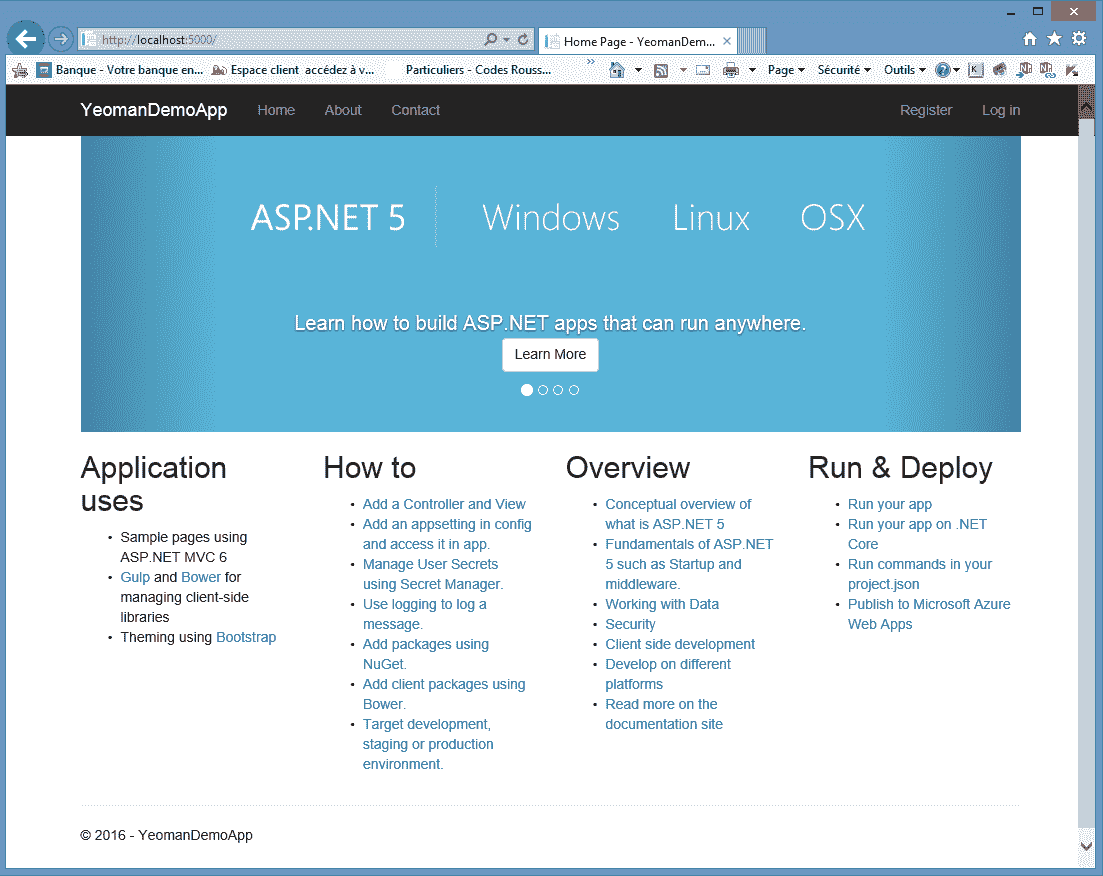 http://localhost:5000/
Home Page - YeomanDem...
Banque - Votre banque en...
Espace client accédez à v...
Particuliers - Codes Rouss...
Page
Sécurité
Outils
YeomanDemoApp
Home
About
Contact
Register
Log in
ASP.NET 5
Windows
Linux
OSX
Learn how to build ASP.NET apps that can run anywhere.
Learn More
Application
uses
• Sample pages using
ASP.NET MVC 6
• Gulp and Bower for
managing client-side
libraries
• Theming using Bootstrap
How to
• Add a Controller and View
• Add an appsetting in config
and access it in app.
• Manage User Secrets
using Secret Manager.
• Use logging to log a
message.
• Add packages using
NuGet.
• Add client packages using
Bower.
• Target development,
staging or production
environment.
Overview
• Conceptual overview of
what is ASP.NET 5
• Fundamentals of ASP.NET
5 such as Startup and
middleware.
• Working with Data
• Security
• Client side development
• Develop on different
platforms
• Read more on the
documentation site
Run & Deploy
• Run your app
• Run your app on .NET
Core
• Run commands in your
project.json
• Publish to Microsoft Azure
Web Apps
© 2016 - YeomanDemoApp